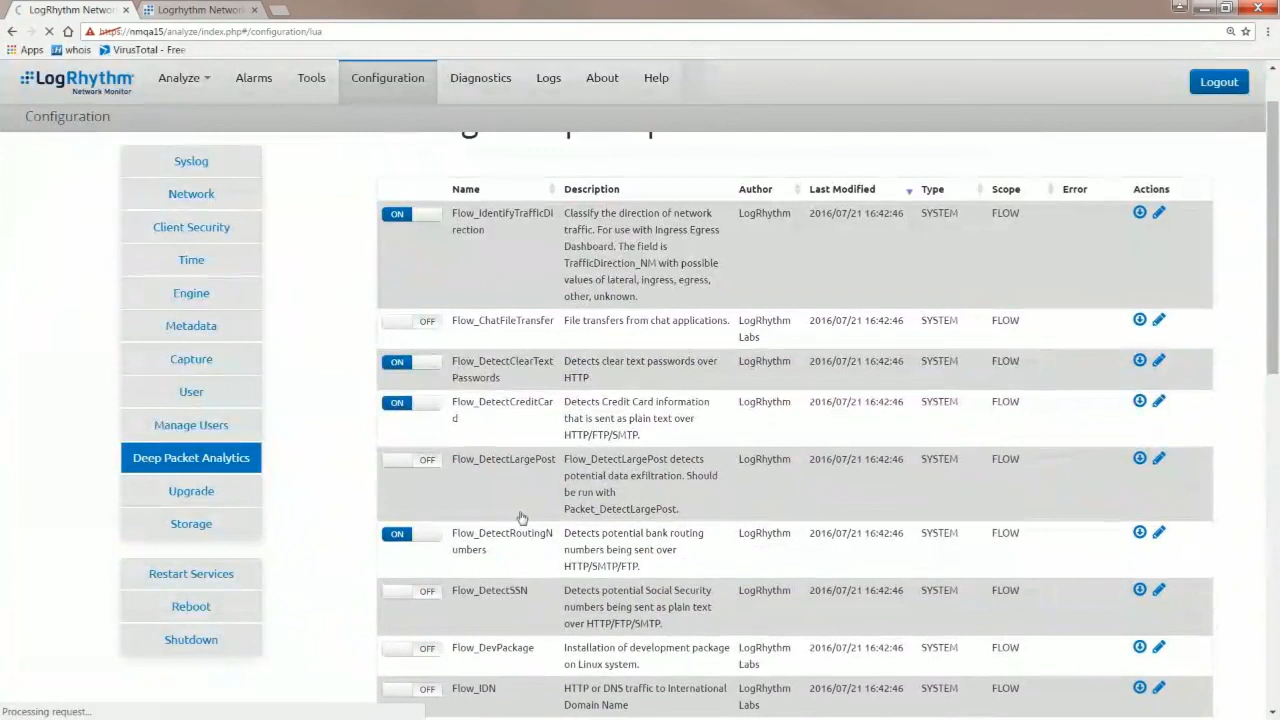 LogRhythm Network
Logrhythm Network
https://nmqa15/analyze/index.php#/configuration/lua
Apps
whois
VirusTotal - Free
LogRhythm
Network Monitor
Analyze
Alarms
Tools
Configuration
Diagnostics
Logs
About
Help
Logout
Configuration
Syslog
Network
Client Security
Time
Engine
Metadata
Capture
User
Manage Users
Deep Packet Analytics
Upgrade
Storage
Restart Services
Reboot
Shutdown
Name Description Author Last Modified Type Scope Error Actions
ON Flow_IdentifyTrafficDi Classify the direction of network LogRhythm 2016/07/21 16:42:46 SYSTEM FLOW
rection traffic. For use with Ingress Egress
Dashboard. The field is
TrafficDirection_NM with possible
values of lateral, ingress, egress,
other, unknown.
OFF Flow_ChatFileTransfer File transfers from chat applications. LogRhythm 2016/07/21 16:42:46 SYSTEM FLOW
Labs
ON Flow_DetectClearText Detects clear text passwords over LogRhythm 2016/07/21 16:42:46 SYSTEM FLOW
Passwords HTTP
ON Flow_DetectCreditCar Detects Credit Card information LogRhythm 2016/07/21 16:42:46 SYSTEM FLOW
d that is sent as plain text over
HTTP/FTP/SMTP.
OFF Flow_DetectLargePost Flow_DetectLargePost detects LogRhythm 2016/07/21 16:42:46 SYSTEM FLOW
potential data exfiltration. Should
be run with
Packet_DetectLargePost.
ON Flow_DetectRoutingN Detects potential bank routing LogRhythm 2016/07/21 16:42:46 SYSTEM FLOW
umbers numbers being sent over
HTTP/SMTP/FTP.
OFF Flow_DetectSSN Detects potential Social Security LogRhythm 2016/07/21 16:42:46 SYSTEM FLOW
numbers being sent as plain text
over HTTP/FTP/SMTP.
OFF Flow_DevPackage Installation of development package LogRhythm 2016/07/21 16:42:46 SYSTEM FLOW
on Linux system. Labs
OFF Flow_IDN HTTP or DNS traffic to International LogRhythm 2016/07/21 16:42:46 SYSTEM FLOW
Domain Name Labs
Processing request...